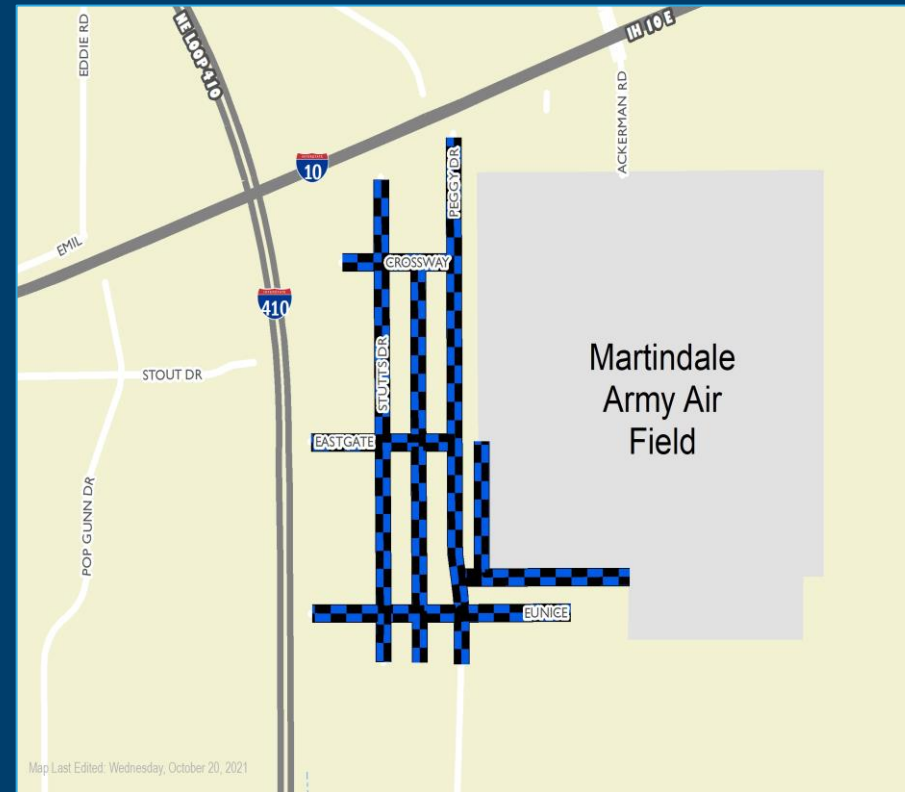 EDDIE RD
NE LOOP 410
IH 10 E
ACKERMAN RD
10
PEGGY DR
EMIL
CROSSWAY
410
STUTTS DR
STOUT DR
Martindale
Army Air
Field
EASTGATE
POP GUNN DR
EUNICE
Map Last Edited: Wednesday, October 20, 2021